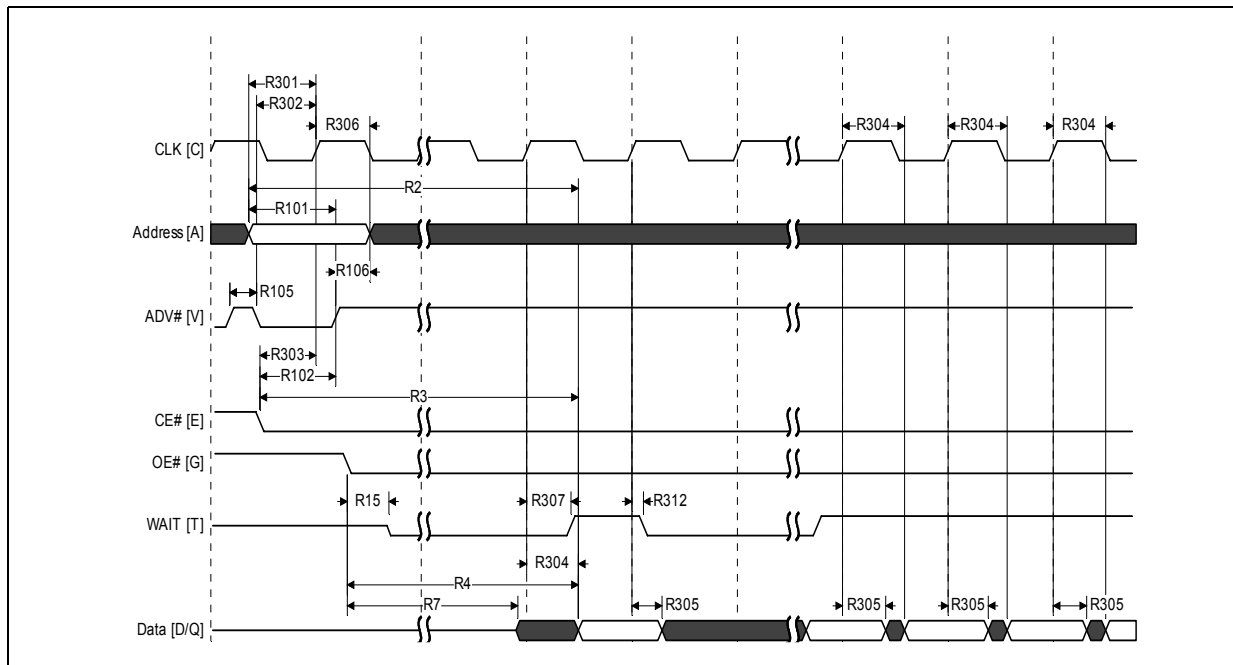 R301
R302
R306
R304
R304
R304
CLK [C]
R2
R101
Address [A]
R106
R105
ADV# [V]
R303
R102
R3
CE# [E]
OE# [G]
R15
R307
R312
WAIT [T]
R304
R4
R7
R305
R305
R305
R305
Data [D/Q]